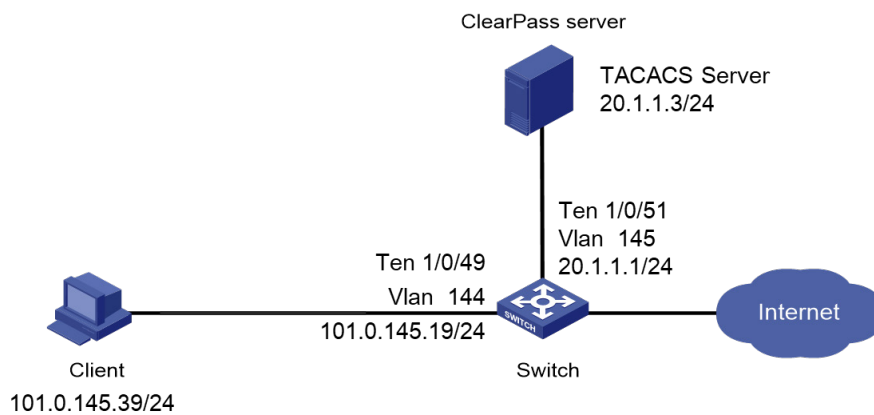 ClearPass server
TACACS Server
20.1.1.3/24
Ten 1/0/51
Vlan 145
20.1.1.1/24
Ten 1/0/49
Vlan 144
101.0.145.19/24
SWITCH
Internet
Client
Switch
101.0.145.39/24